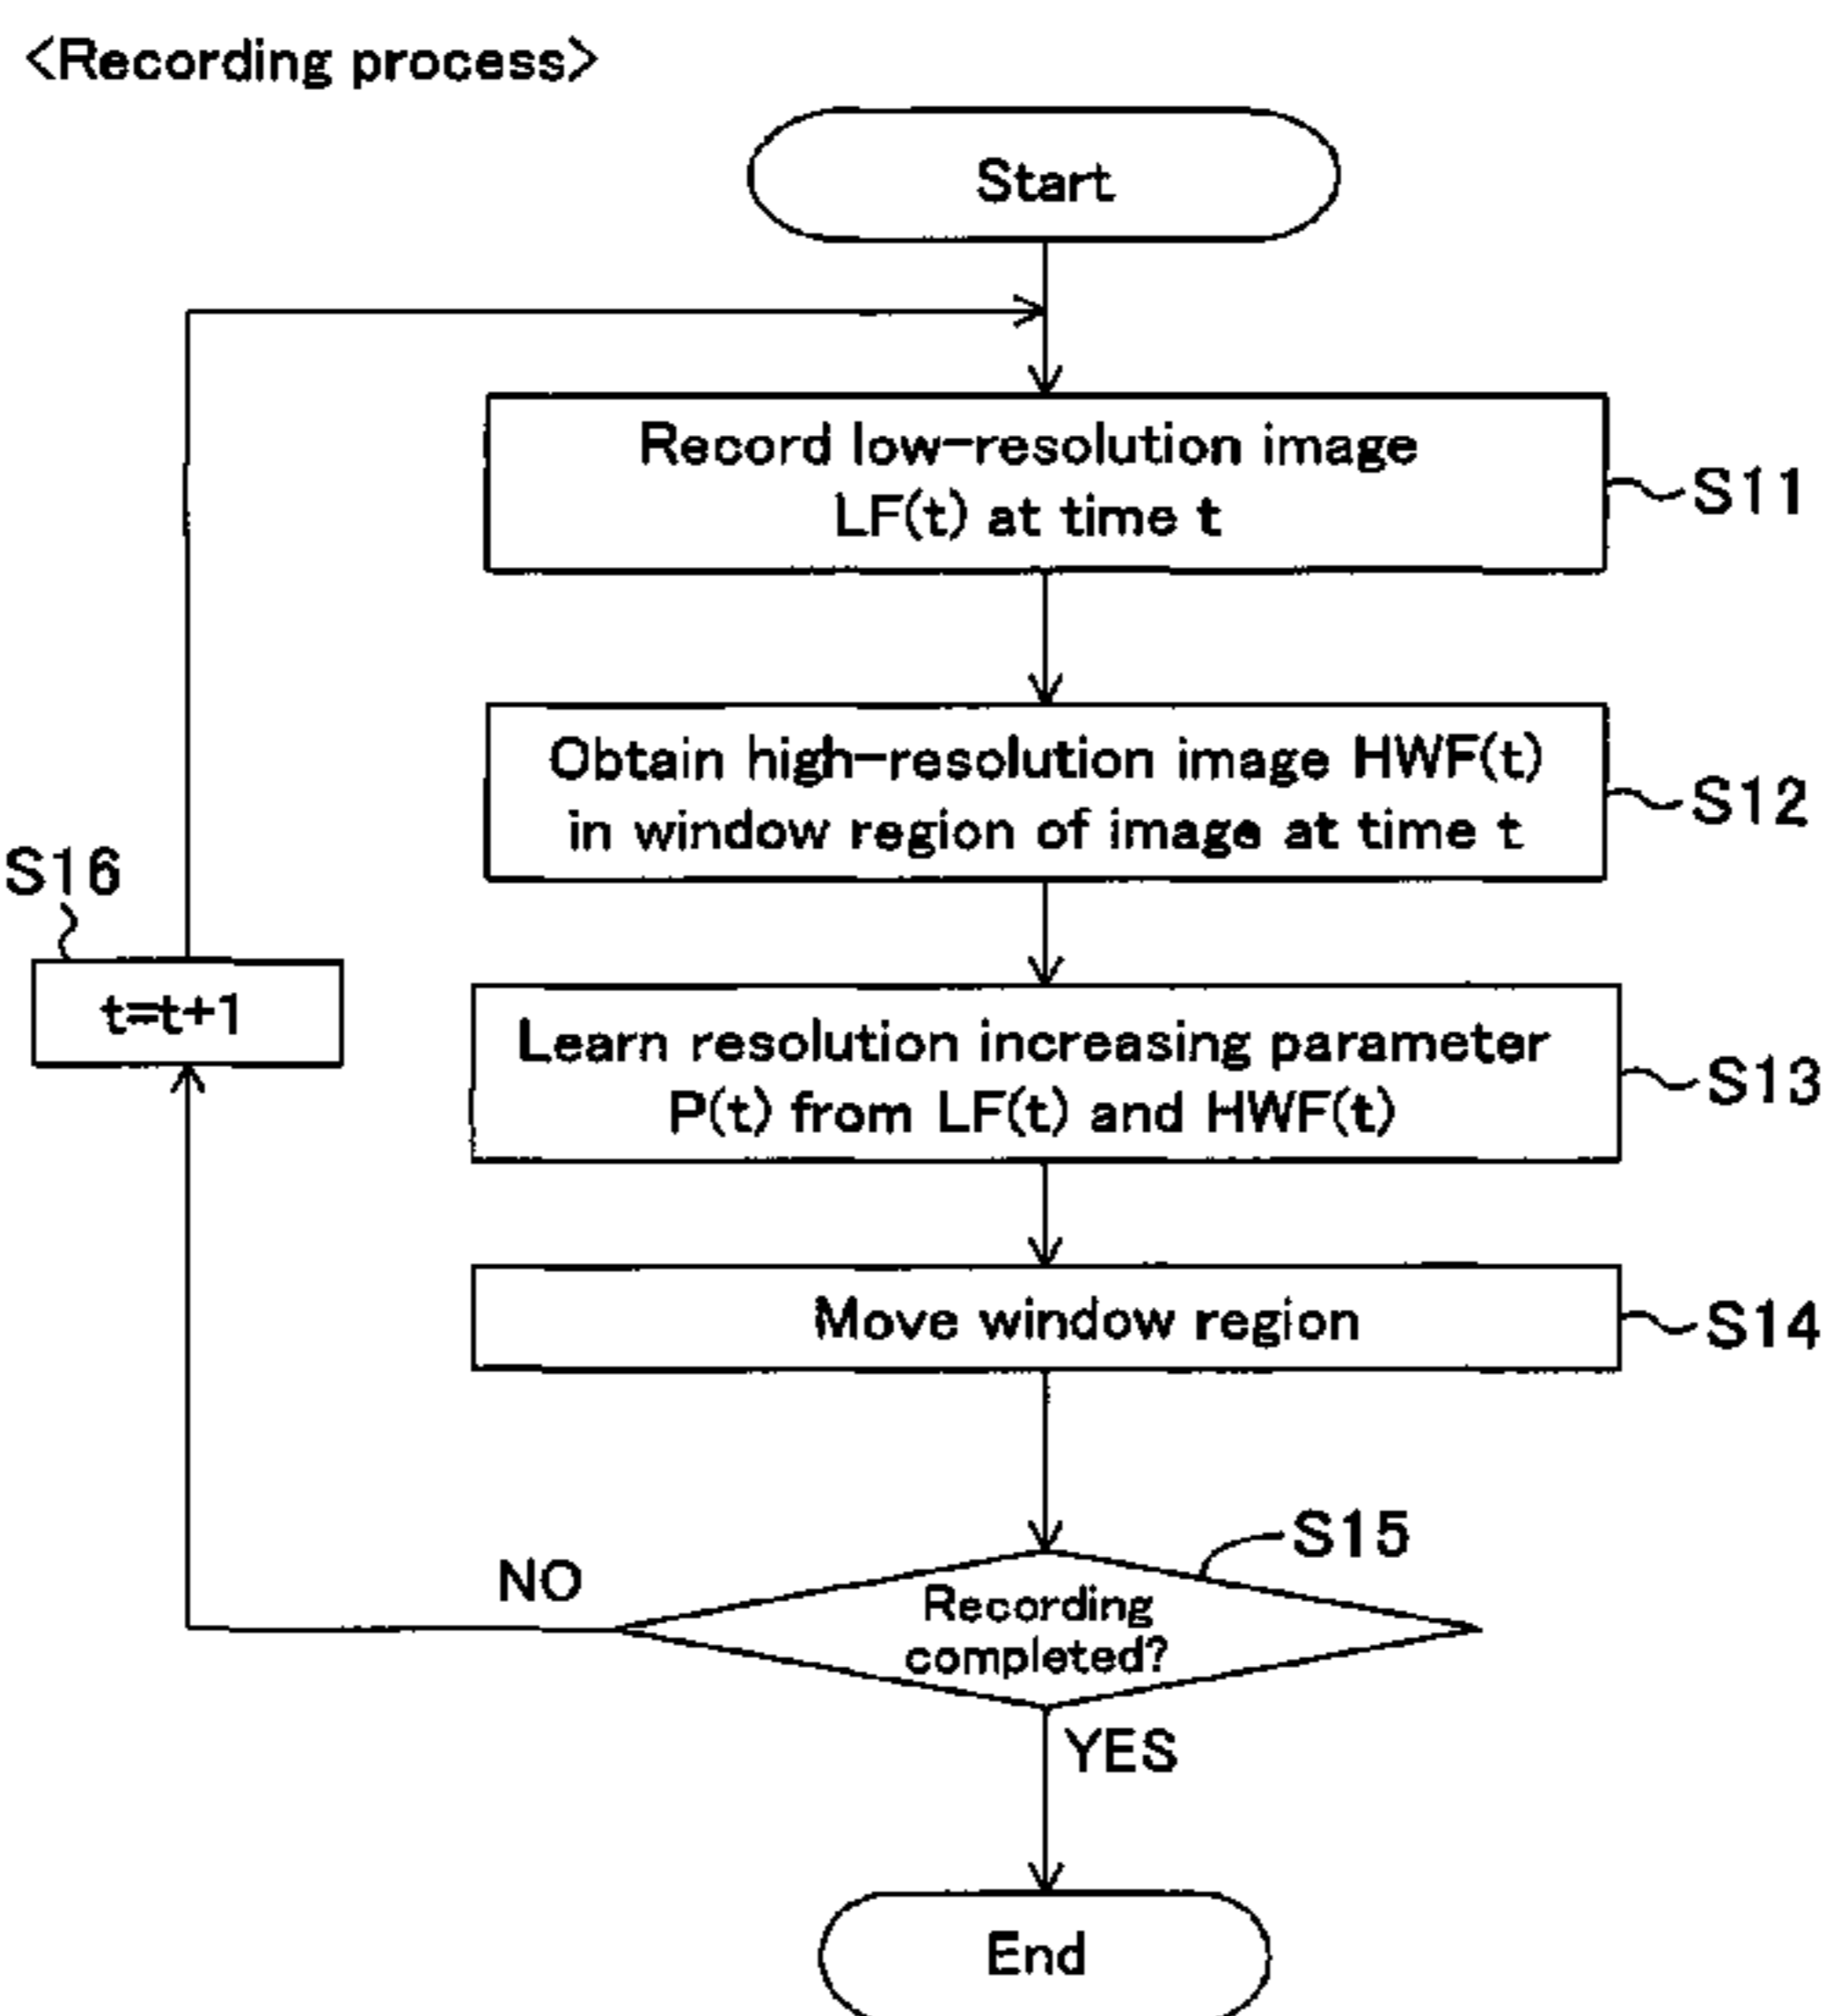 <Recording process>
Start
Record low-resolution image
LF(t) at time t
S11
Obtain high-resolution image HWF(t)
in window region of image at time t
S12
S16
t=t+1
Learn resolution increasing parameter
P(t) from LF(t) and HWF(t)
S13
Move window region
S14
S15
NO
Recording
completed?
YES
End